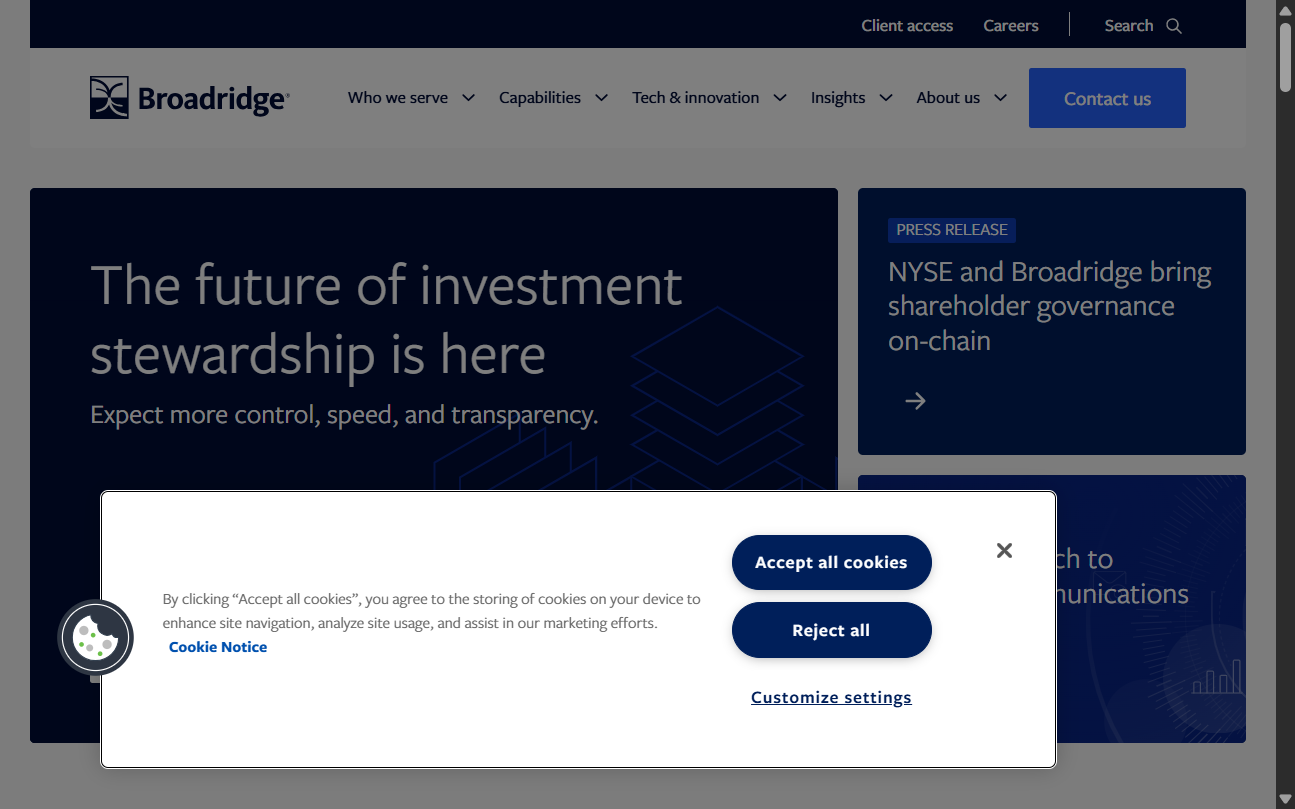 Client access
Careers
Search
Broadridge
Who we serve
Capabilities
Tech & innovation
Insights
About us
Contact us
The future of investment
stewardship is here
Expect more control, speed, and transparency.
PRESS RELEASE
NYSE and Broadridge bring
shareholder governance
on-chain
to
By clicking “Accept all cookies”, you agree to the storing of cookies on your device to
enhance site navigation, analyze site usage, and assist in our marketing efforts.
Cookie Notice
Accept all cookies
Reject all
Customize settings